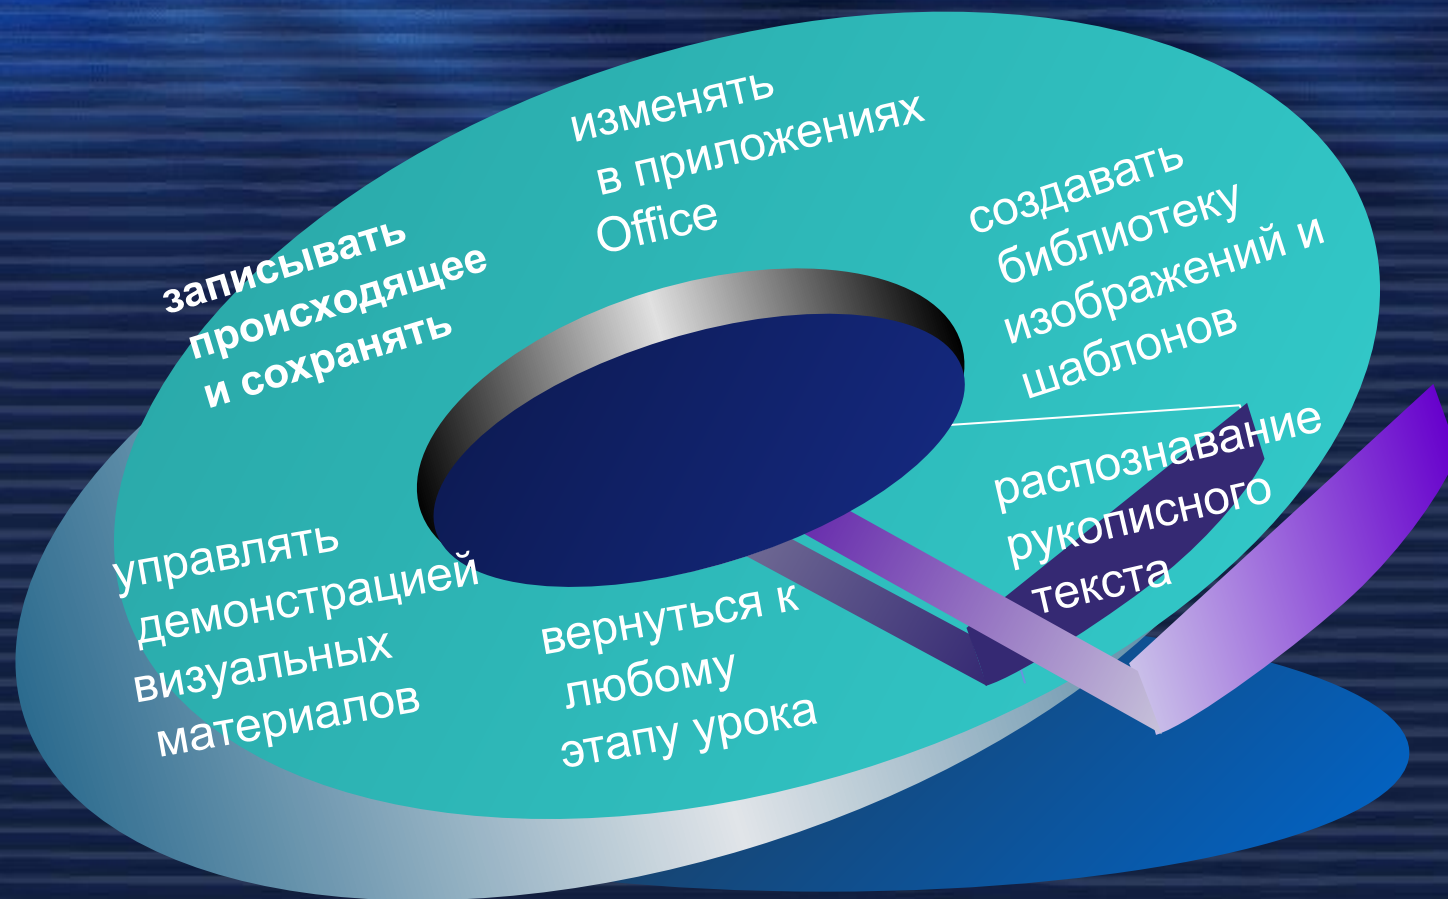 изменять
в приложениях
Office
создавать
библиотеку
изображений и
шаблонов
записывать
происходящее
и сохранять
распознавание
рукописного
текста
управлять
демонстрацией
визуальных
материалов
вернуться к
любому
этапу урока